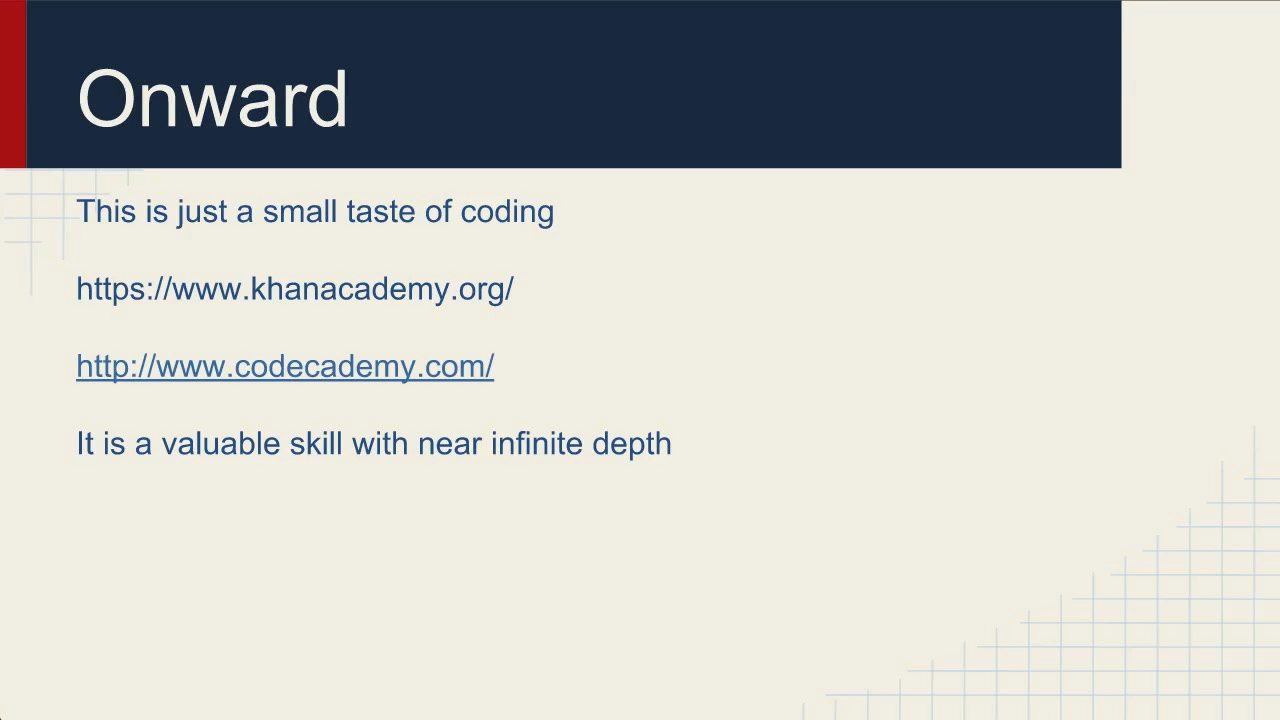 Onward
This is just a small taste of coding
https://www.khanacademy.org/
http://www.codecademy.com/
It is a valuable skill with near infinite depth